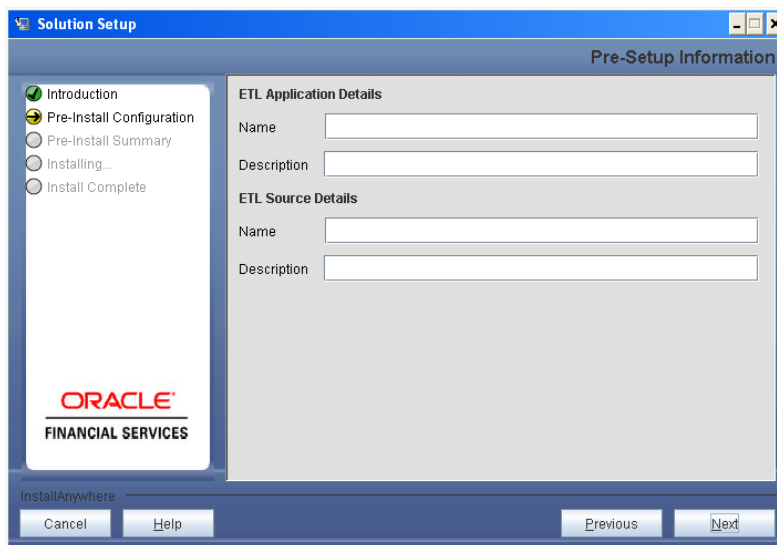 Solution Setup
Pre-Setup Information
Introduction
Pre-Install Configuration
Pre-Install Summary
Installing...
Install Complete
ORACLE®
FINANCIAL SERVICES
ETL Application Details
Name
Description
ETL Source Details
Name
Description
InstallAnywhere
Cancel
Help
Previous
Next